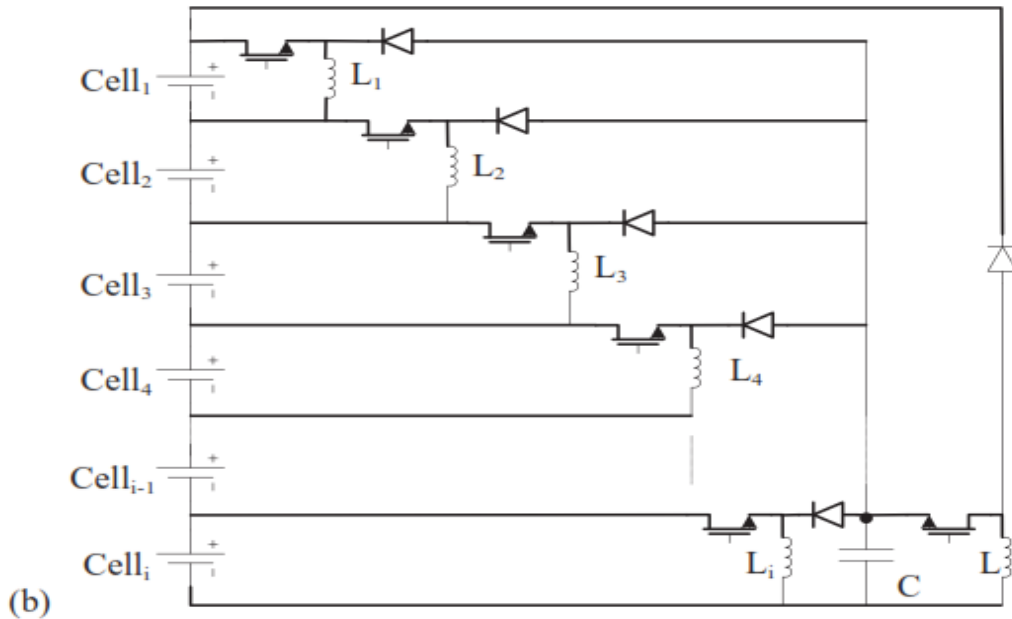 Cell₁
L₁
Cell₂
L₂
Cell₃
L₃
Cell₄
L₄
Cellᵢ₋₁
Cellᵢ
Lᵢ
C
L
(b)